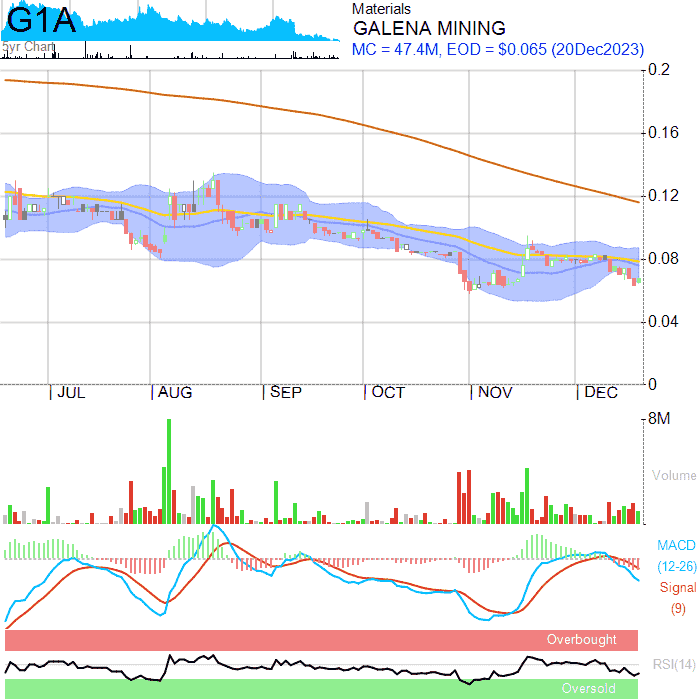 G1A
5yr Chart
Materials
GALENA MINING
MC = 47.4M, EOD = $0.065 (20Dec2023)
0.2
0.16
0.12
0.08
0.04
0
JUL AUG SEP OCT NOV DEC
8M
Volume
MACD
(12-26)
Signal
(9)
Overbought
RSI(14)
Oversold